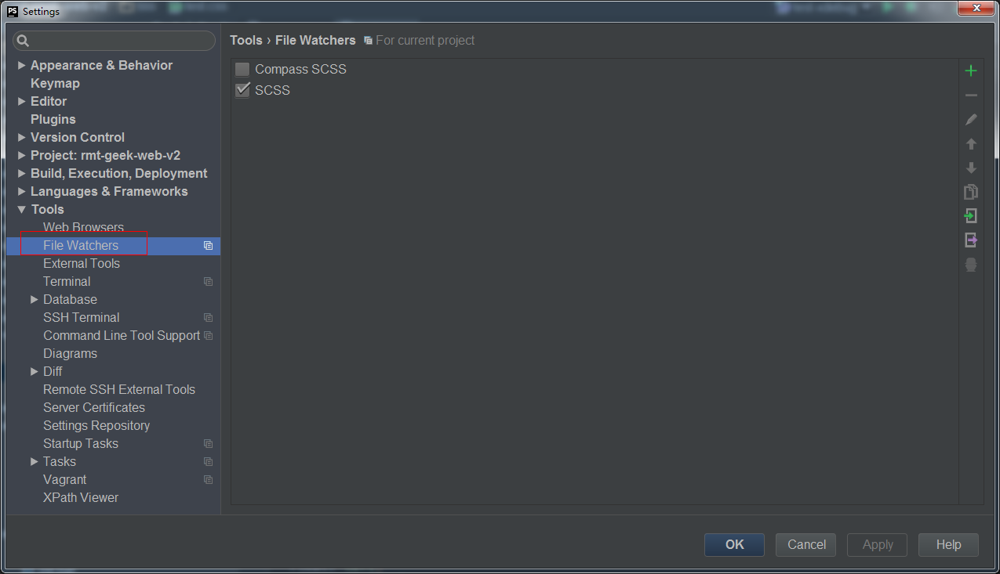 PS Settings
Tools › File Watchers For current project
Appearance & Behavior
Keymap
Editor
Plugins
Version Control
Project: rmt-geek-web-v2
Build, Execution, Deployment
Languages & Frameworks
Tools
Web Browsers
File Watchers
External Tools
Terminal
Database
SSH Terminal
Command Line Tool Support
Diagrams
Diff
Remote SSH External Tools
Server Certificates
Settings Repository
Startup Tasks
Tasks
Vagrant
XPath Viewer
Compass SCSS
SCSS
OK Cancel Apply Help